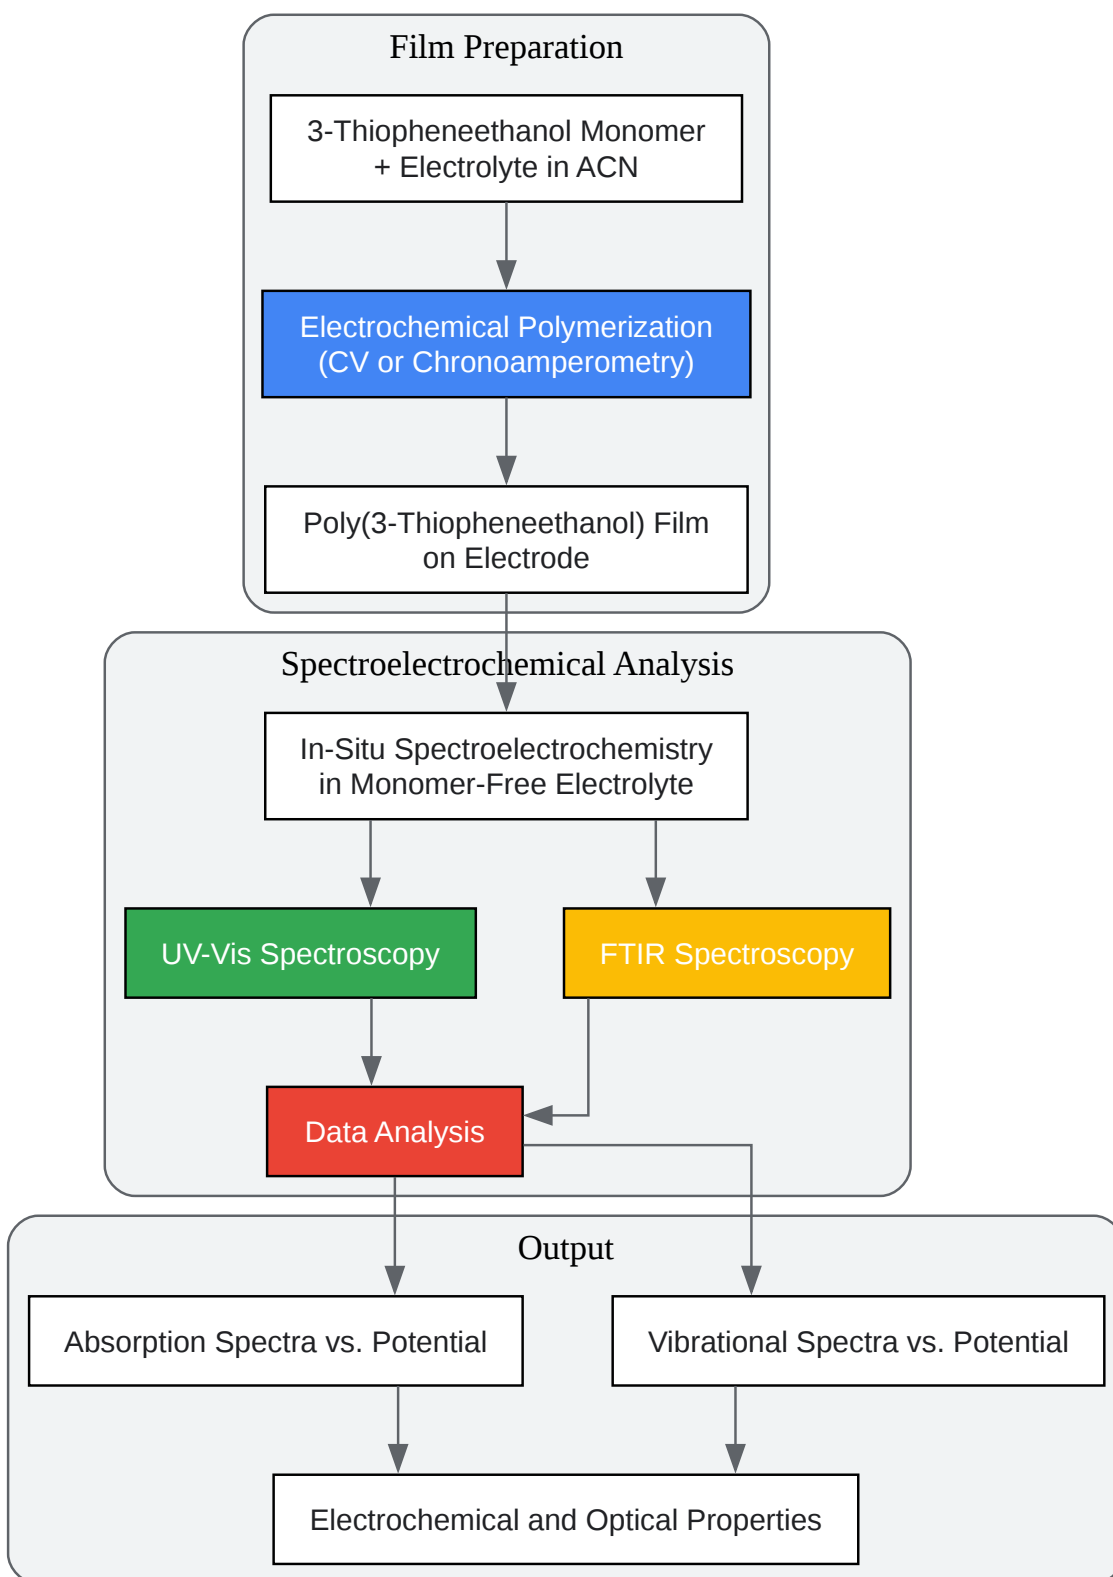 Film Preparation
3-Thiopheneethanol Monomer
+ Electrolyte in ACN
Electrochemical Polymerization
(CV or Chronoamperometry)
Poly(3-Thiopheneethanol) Film
on Electrode
Spectroelectrochemical Analysis
In-Situ Spectroelectrochemistry
in Monomer-Free Electrolyte
UV-Vis Spectroscopy
FTIR Spectroscopy
Data Analysis
Output
Absorption Spectra vs. Potential
Vibrational Spectra vs. Potential
Electrochemical and Optical Properties